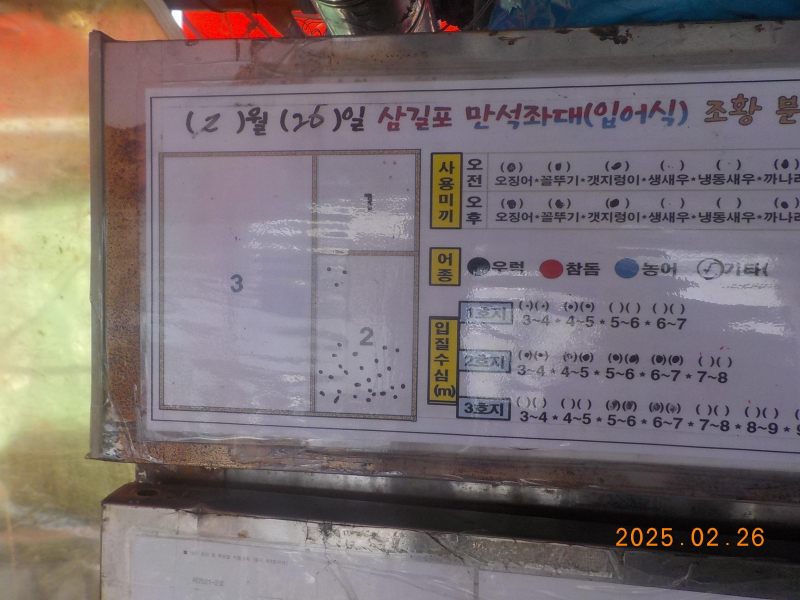 (2)월 (26)일 삼길포 만석좌대(입어식) 조황 분
사용미끼
오전
오징어*꼴뚜기*갯지렁이*생새우*냉동새우*까나리
오후
오징어*꼴뚜기*갯지렁이*생새우*냉동새우*까나리
어종
우럭 참돔 농어 기타(
입질수심(m)
1호지
3~4 * 4~5 * 5~6 * 6~7
2호지
3~4 * 4~5 * 5~6 * 6~7 * 7~8
3호지
3~4 * 4~5 * 5~6 * 6~7 * 7~8 * 8~9 * 9
1
3
2
2025.02.26